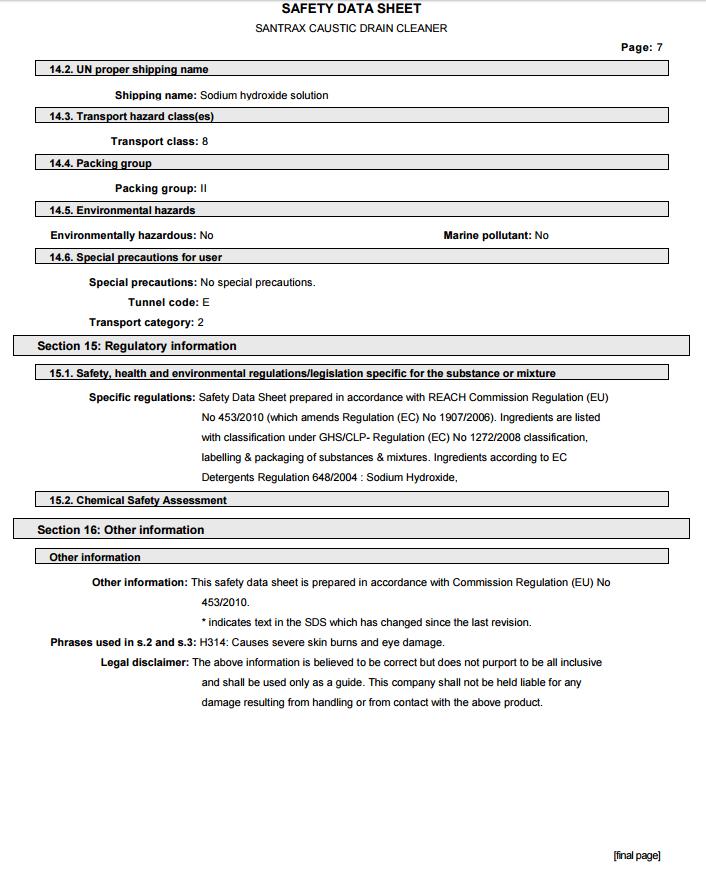 SAFETY DATA SHEET
SANTRAX CAUSTIC DRAIN CLEANER
Page: 7
14.2. UN proper shipping name
Shipping name: Sodium hydroxide solution
14.3. Transport hazard class(es)
Transport class: 8
14.4. Packing group
Packing group: II
14.5. Environmental hazards
Environmentally hazardous: No Marine pollutant: No
14.6. Special precautions for user
Special precautions: No special precautions.
Tunnel code: E
Transport category: 2
Section 15: Regulatory information
15.1. Safety, health and environmental regulations/legislation specific for the substance or mixture
Specific regulations: Safety Data Sheet prepared in accordance with REACH Commission Regulation (EU)
No 453/2010 (which amends Regulation (EC) No 1907/2006). Ingredients are listed
with classification under GHS/CLP- Regulation (EC) No 1272/2008 classification,
labelling & packaging of substances & mixtures. Ingredients according to EC
Detergents Regulation 648/2004 : Sodium Hydroxide,
15.2. Chemical Safety Assessment
Section 16: Other information
Other information
Other information: This safety data sheet is prepared in accordance with Commission Regulation (EU) No
453/2010.
* indicates text in the SDS which has changed since the last revision.
Phrases used in s.2 and s.3: H314: Causes severe skin burns and eye damage.
Legal disclaimer: The above information is believed to be correct but does not purport to be all inclusive
and shall be used only as a guide. This company shall not be held liable for any
damage resulting from handling or from contact with the above product.
[final page]